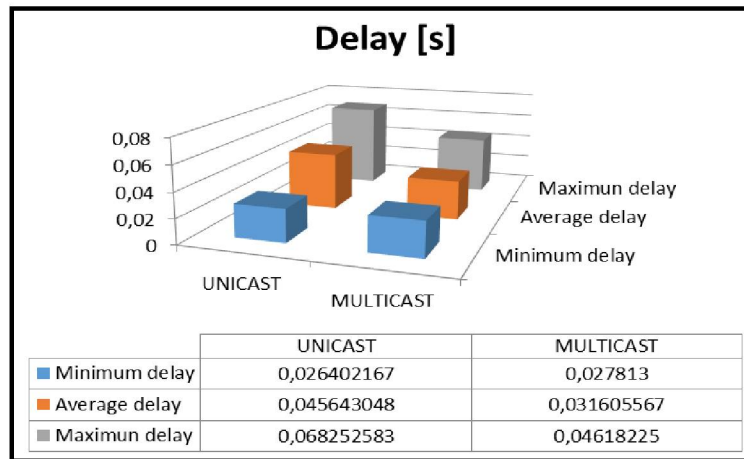 Delay [s]
0,08
0,06
0,04
0,02
0
UNICAST
MULTICAST
Maximun delay
Average delay
Minimum delay
UNICAST MULTICAST
Minimum delay 0,026402167 0,027813
Average delay 0,045643048 0,031605567
Maximun delay 0,068252583 0,04618225